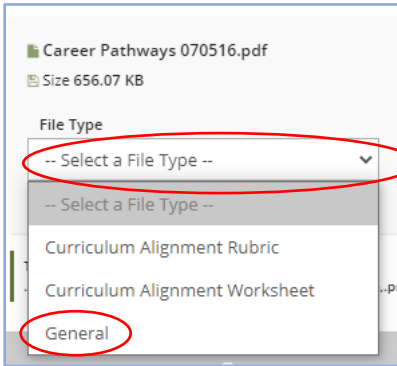 Career Pathways 070516.pdf
Size 656.07 KB
File Type
-- Select a File Type --
-- Select a File Type --
Curriculum Alignment Rubric
Curriculum Alignment Worksheet
General